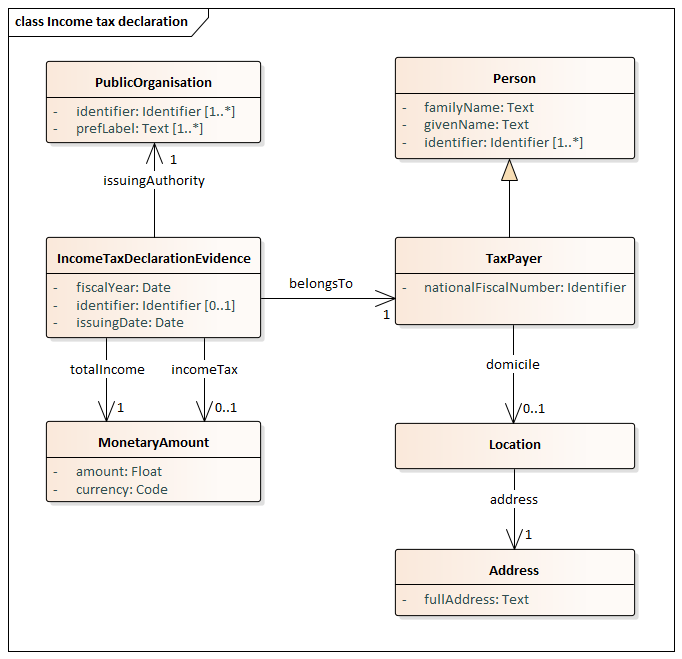 class Income tax declaration
PublicOrganisation
- identifier: Identifier [1..*]
- prefLabel: Text [1..*]
Person
- familyName: Text
- givenName: Text
- identifier: Identifier [1..*]
1
issuingAuthority
IncomeTaxDeclarationEvidence
- fiscalYear: Date
- identifier: Identifier [0..1]
- issuingDate: Date
belongsTo
1
TaxPayer
- nationalFiscalNumber: Identifier
totalIncome
1
incomeTax
0..1
domicile
0..1
MonetaryAmount
- amount: Float
- currency: Code
Location
address
1
Address
- fullAddress: Text